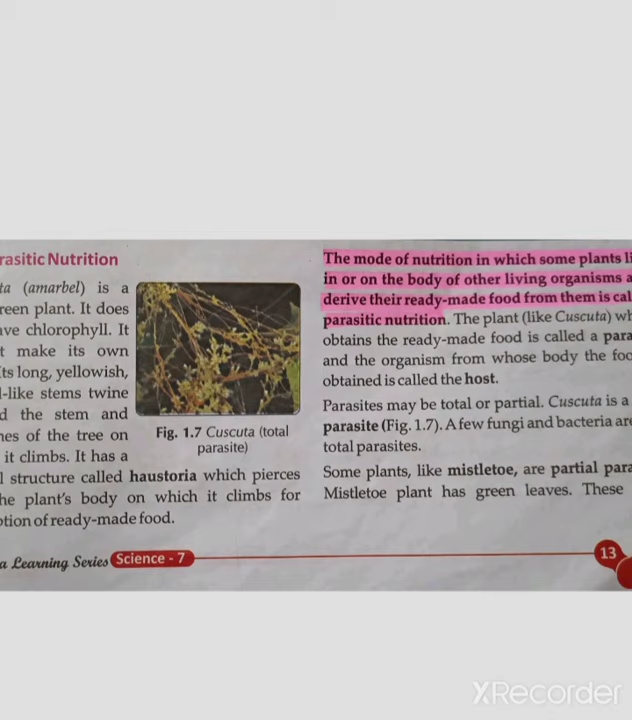 rasitic Nutrition
ta (amarbel) is a
reen plant. It does
ave chlorophyll. It
t make its own
ts long, yellowish,
l-like stems twine
d the stem and
nes of the tree on
it climbs. It has a
l structure called haustoria which pierces
he plant's body on which it climbs for
otion of ready-made food.
Fig. 1.7 Cuscuta (total
parasite)
The mode of nutrition in which some plants li
in or on the body of other living organisms a
derive their ready-made food from them is cal
parasitic nutrition. The plant (like Cuscuta) wh
obtains the ready-made food is called a para
and the organism from whose body the foo
obtained is called the host.
Parasites may be total or partial. Cuscuta is a
parasite (Fig. 1.7). A few fungi and bacteria are
total parasites.
Some plants, like mistletoe, are partial para
Mistletoe plant has green leaves. These
a Learning Series Science - 7
13
XRecorder